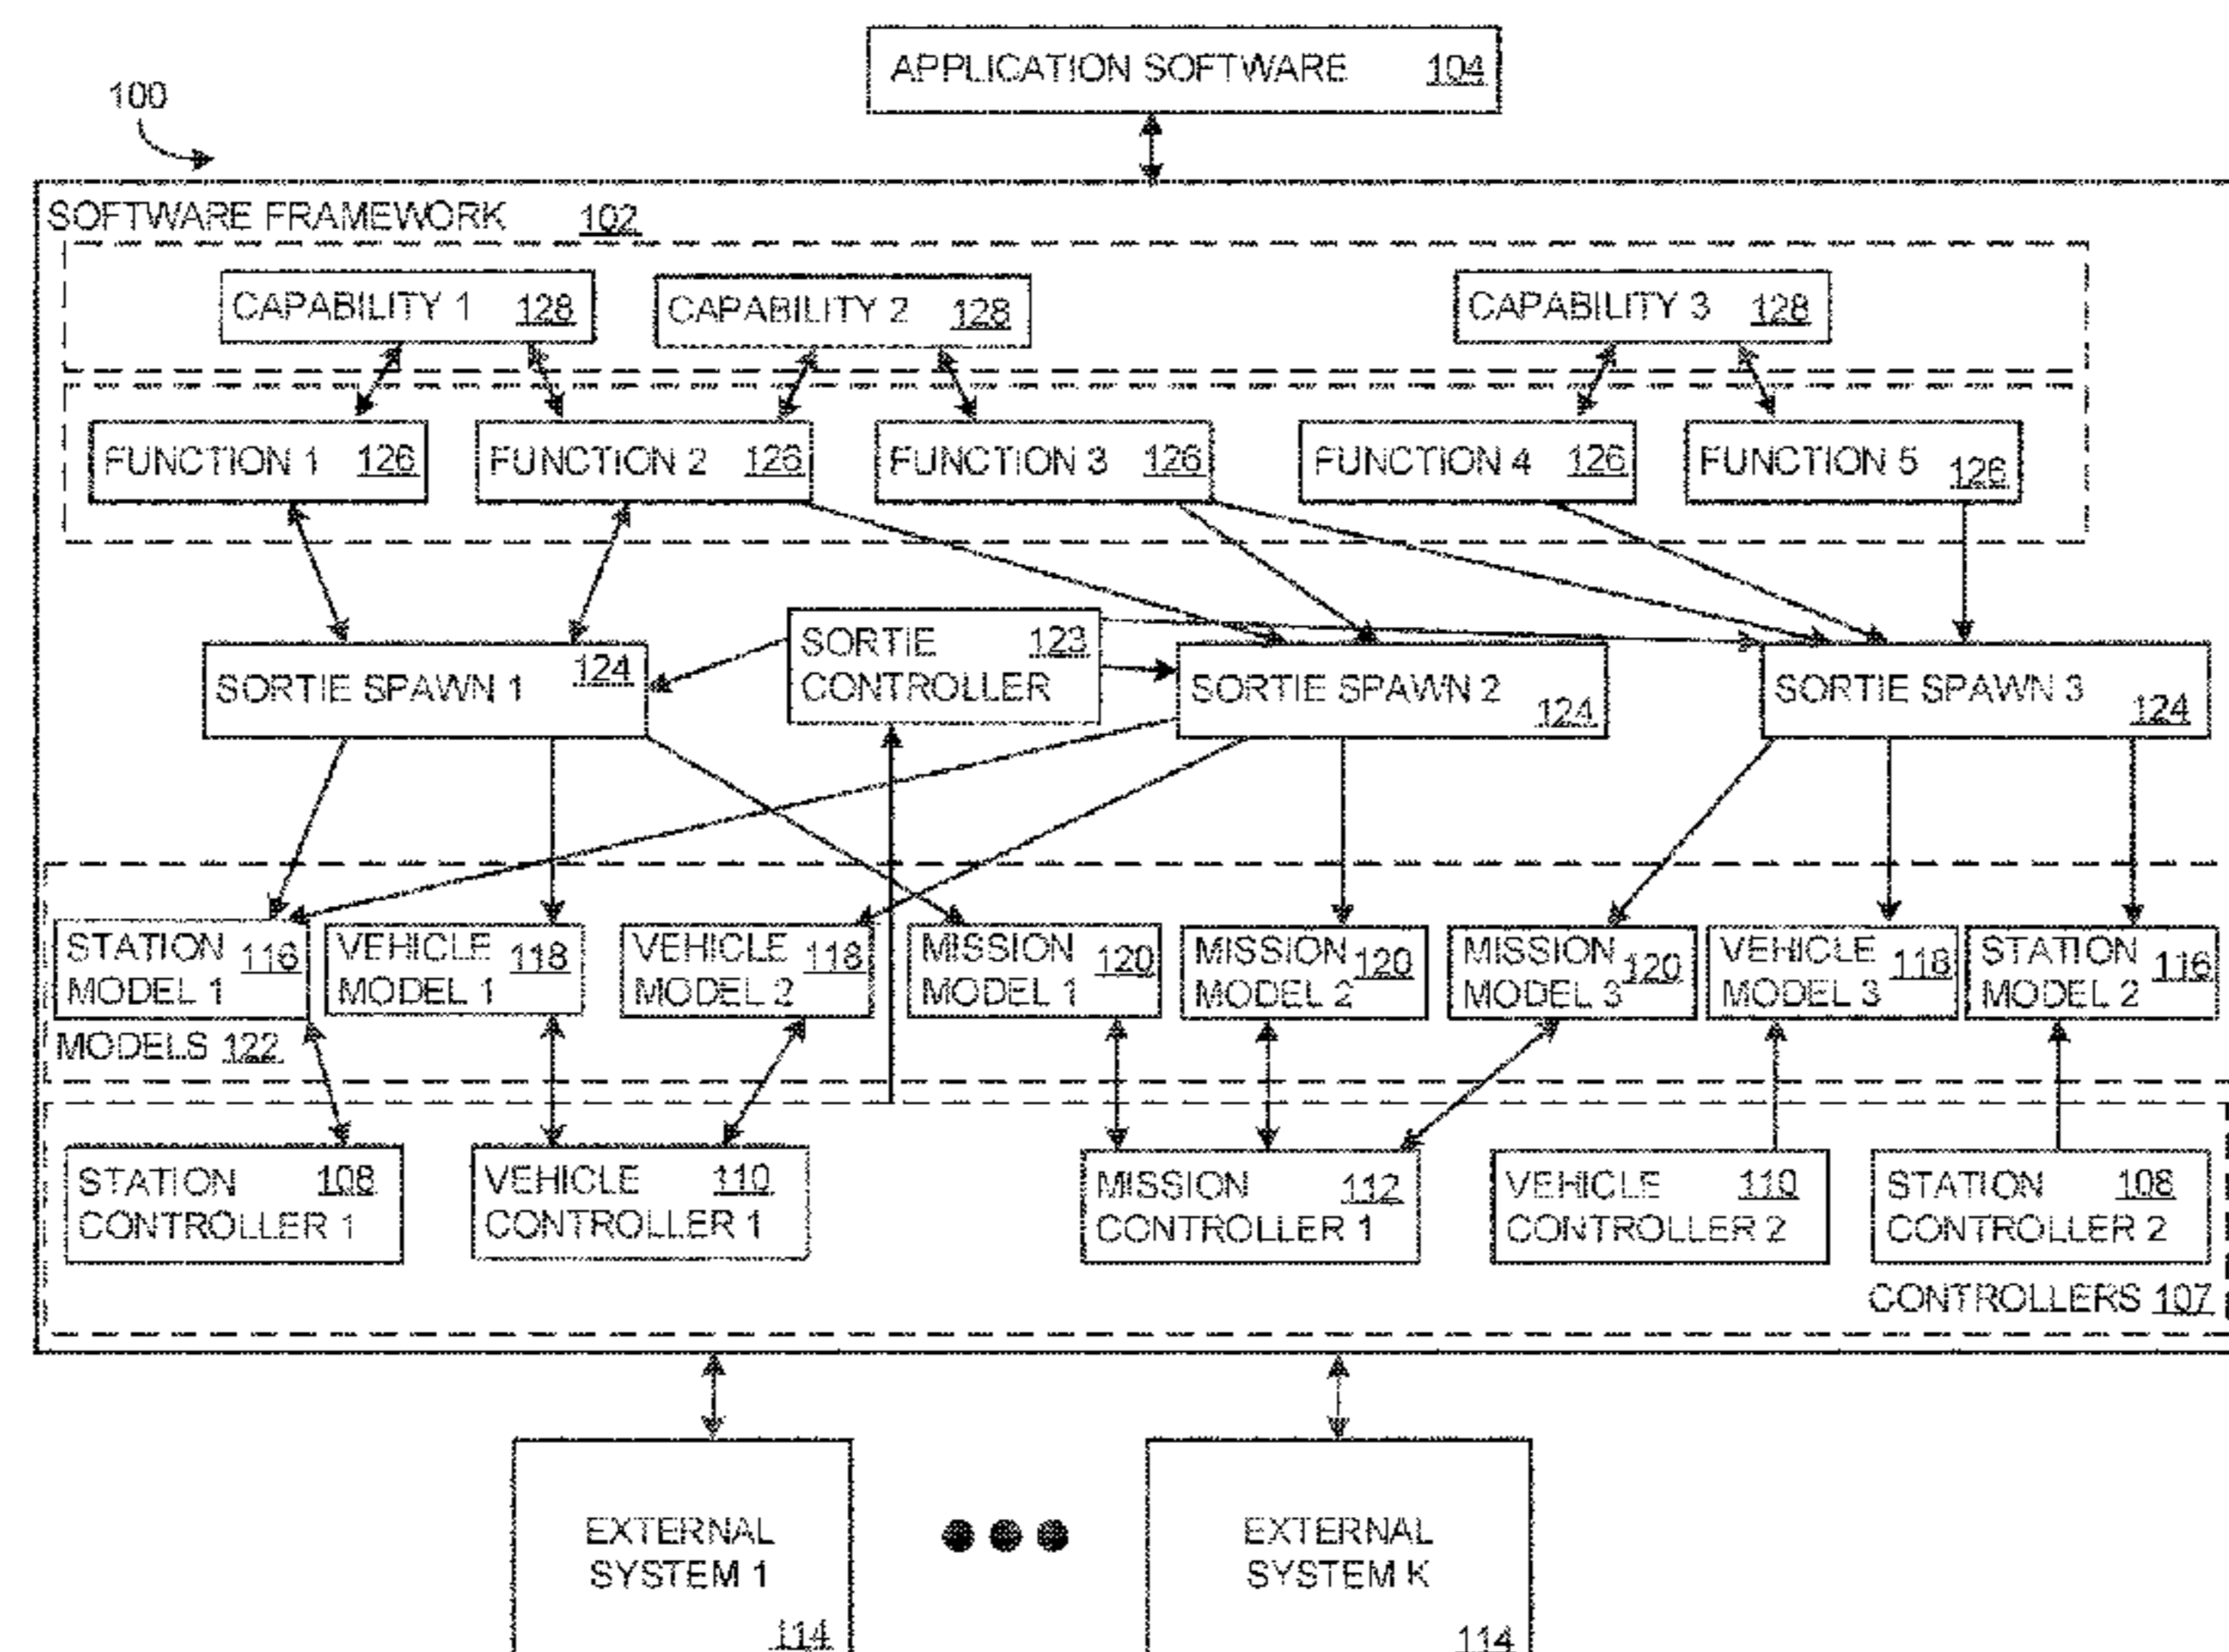 APPLICATION SOFTWARE 104
100
SOFTWARE FRAMEWORK 102
CAPABILITY 1 128
CAPABILITY 2 128
CAPABILITY 3 128
FUNCTION 1 126
FUNCTION 2 126
FUNCTION 3 126
FUNCTION 4 126
FUNCTION 5 126
SORTIE SPAWN 1 124
SORTIE 123
CONTROLLER
SORTIE SPAWN 2 124
SORTIE SPAWN 3 124
STATION 116
MODEL 1
VEHICLE 118
MODEL 1
VEHICLE 118
MODEL 2
MISSION 120
MODEL 1
MISSION 120
MODEL 2
MISSION 120
MODEL 3
VEHICLE 118
MODEL 3
STATION 116
MODEL 2
MODELS 122
STATION 108
CONTROLLER 1
VEHICLE 110
CONTROLLER 1
MISSION 112
CONTROLLER 1
VEHICLE 110
CONTROLLER 2
STATION 108
CONTROLLER 2
CONTROLLERS 107
EXTERNAL
SYSTEM 1
114
EXTERNAL
SYSTEM K
114